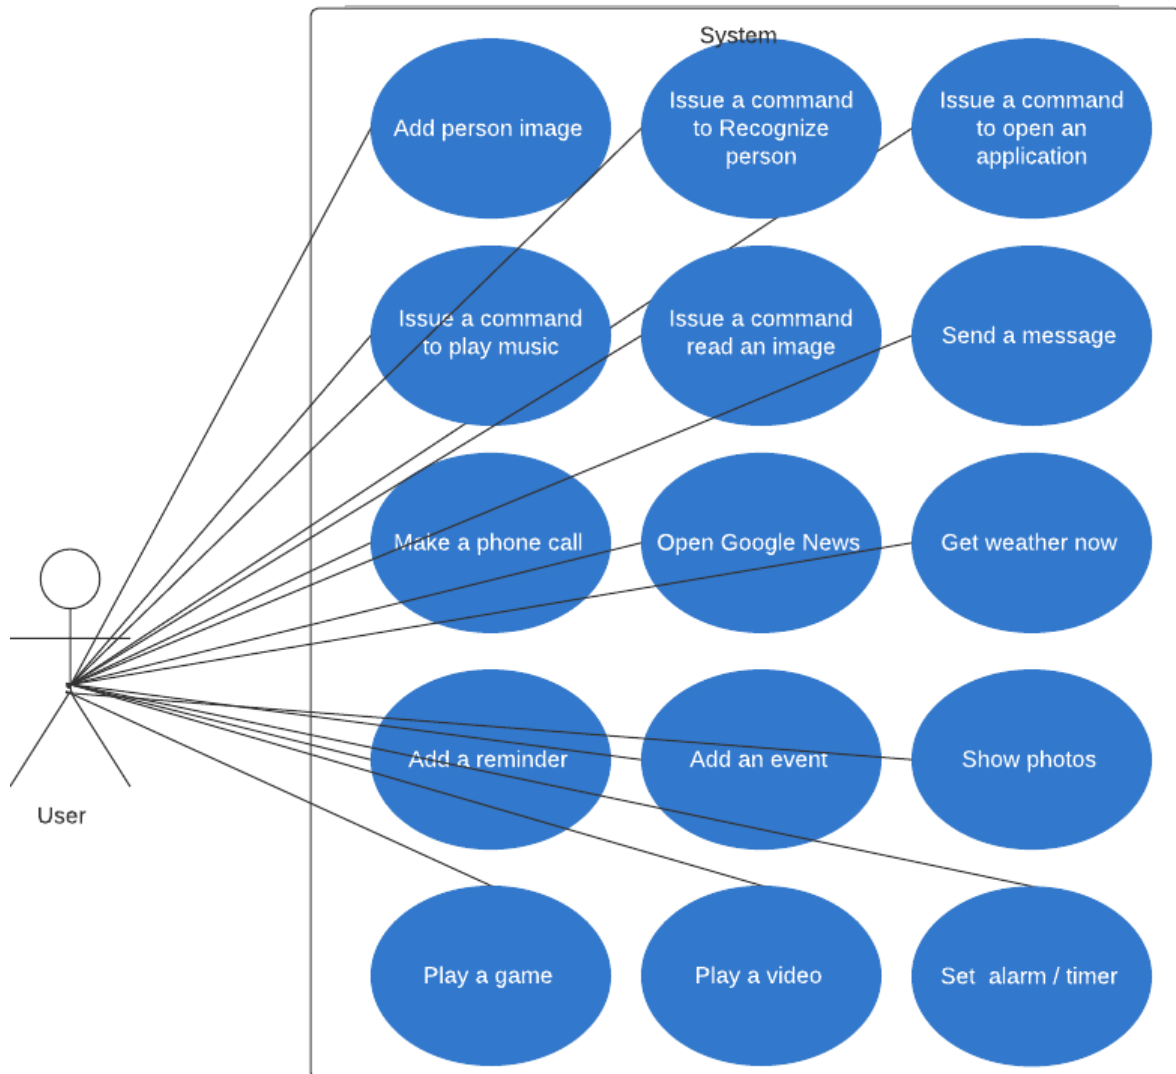 System
Add person image
Issue a command
to Recognize
person
Issue a command
to open an
application
Issue a command
to play music
Issue a command
read an image
Send a message
Make a phone call
Open Google News
Get weather now
Add a reminder
Add an event
Show photos
User
Play a game
Play a video
Set alarm / timer